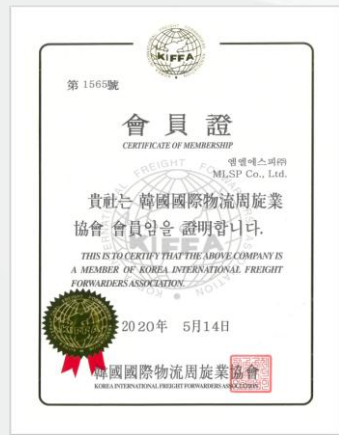 KIFFA
第 1565號
會員證
CERTIFICATE OF MEMBERSHIP
엠엘에스피㈜
MLSP Co., Ltd.
貴社는 韓國國際物流周旋業
協會 會員임을 證明합니다.
THIS IS TO CERTIFY THAT THE ABOVE COMPANY IS
A MEMBER OF KOREA INTERNATIONAL FREIGHT
FORWARDERS ASSOCIATION.
2020年 5月14日
韓國國際物流周旋業協會
KOREA INTERNATIONAL FREIGHT FORWARDERS ASSOCIATION